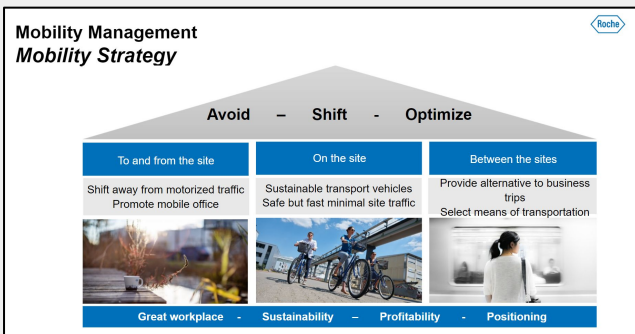 Mobility Management
Mobility Strategy
Roche
Avoid – Shift - Optimize
To and from the site
On the site
Between the sites
Shift away from motorized traffic
Promote mobile office
Sustainable transport vehicles
Safe but fast minimal site traffic
Provide alternative to business
trips
Select means of transportation
Great workplace - Sustainability – Profitability - Positioning